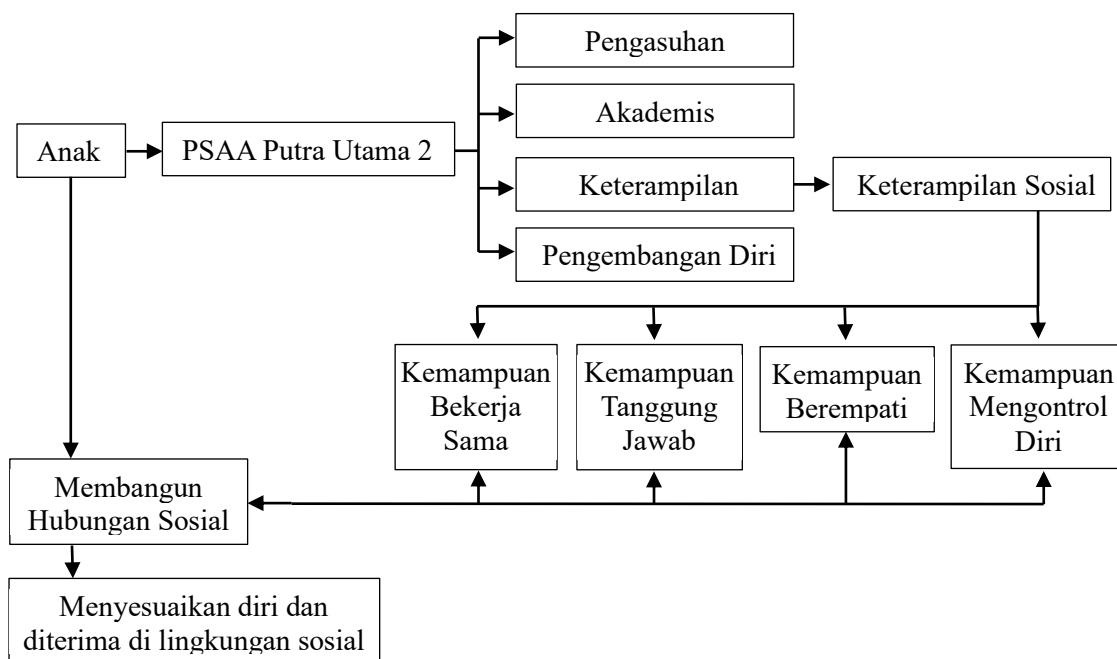 Pengasuhan
Akademis
Anak
PSAA Putra Utama 2
Keterampilan
Keterampilan Sosial
Pengembangan Diri
Kemampuan
Bekerja
Sama
Kemampuan
Tanggung
Jawab
Kemampuan
Berempati
Kemampuan
Mengontrol
Diri
Membangun
Hubungan Sosial
Menyesuaikan diri dan
diterima di lingkungan sosial